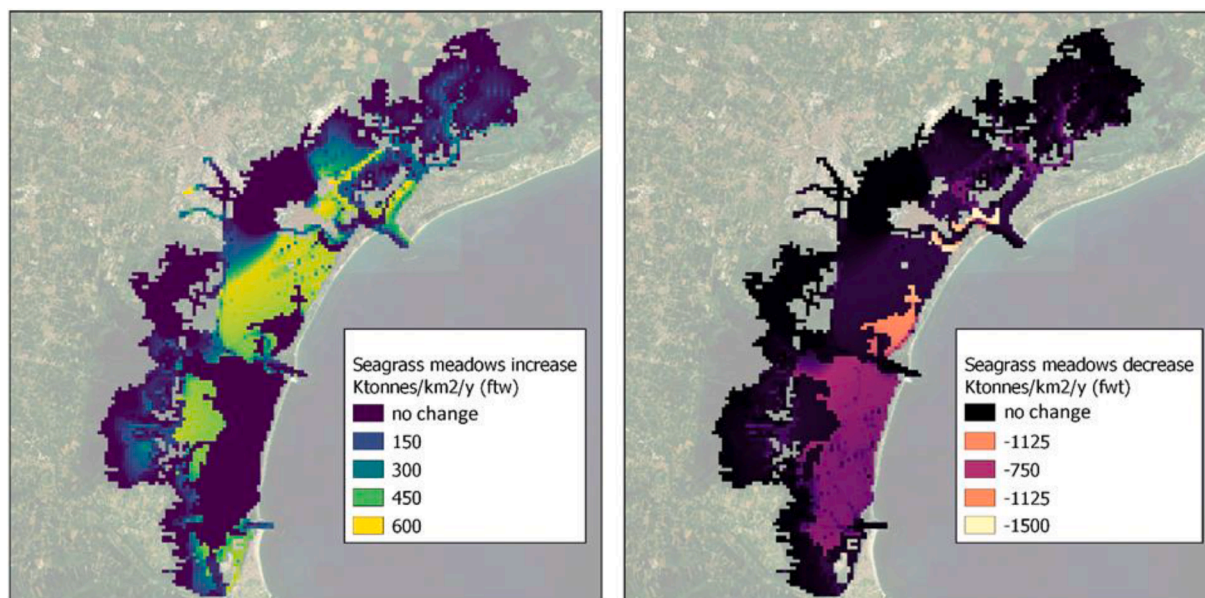 Seagrass meadows increase
Ktonnes/km2/y (ftw)
no change
150
300
450
600
Seagrass meadows decrease
Ktonnes/km2/y (fwt)
no change
-1125
-750
-1125
-1500